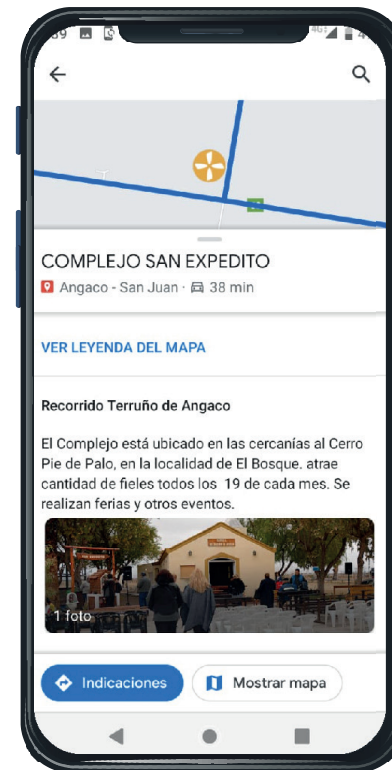 COMPLEJO SAN EXPEDITO
Angaco - San Juan · 38 min
VER LEYENDA DEL MAPA
Recorrido Terruño de Angaco
El Complejo está ubicado en las cercanías al Cerro
Pie de Palo, en la localidad de El Bosque. atrae
cantidad de fieles todos los 19 de cada mes. Se
realizan ferias y otros eventos.
1 foto
Indicaciones
Mostrar mapa